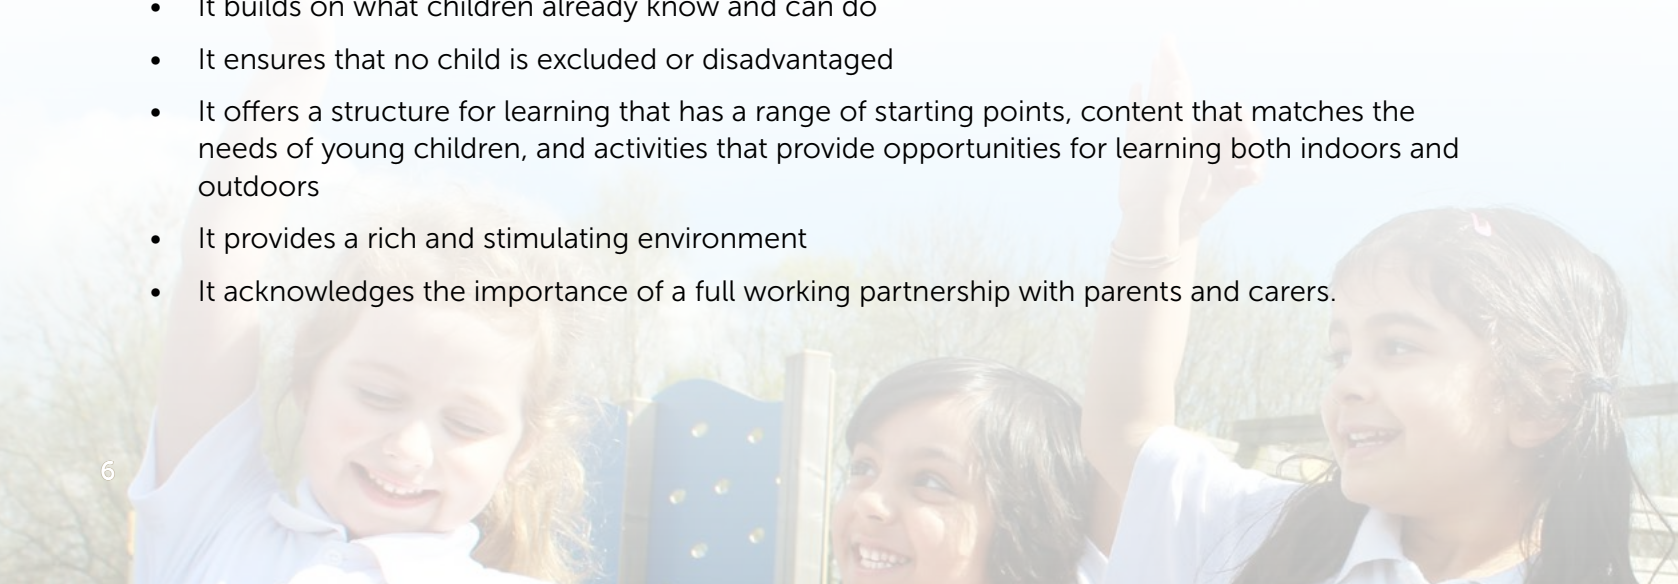 • It builds on what children already know and can do
• It ensures that no child is excluded or disadvantaged
• It offers a structure for learning that has a range of starting points, content that matches the
needs of young children, and activities that provide opportunities for learning both indoors and
outdoors
• It provides a rich and stimulating environment
• It acknowledges the importance of a full working partnership with parents and carers.
6